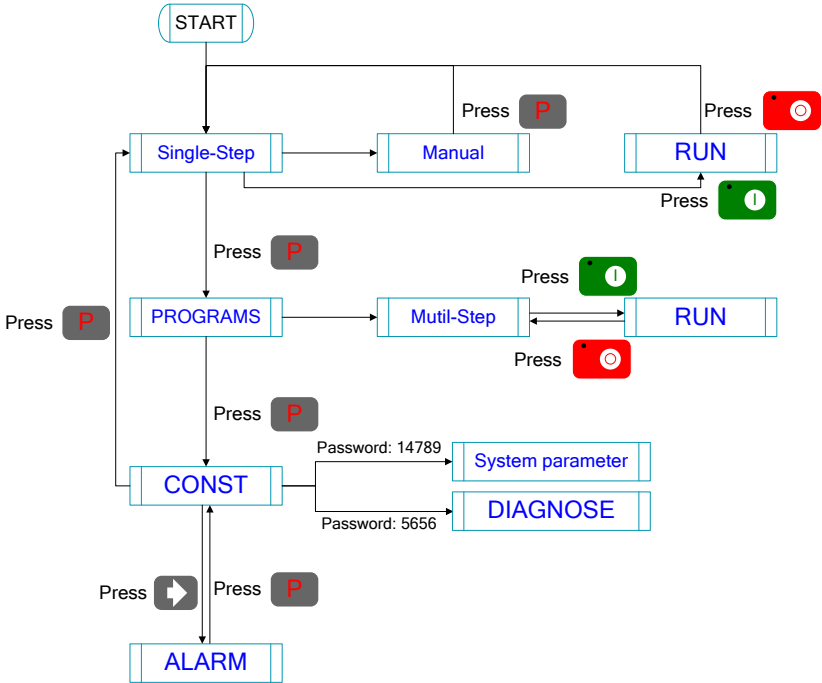 START
Press P
Press
Single-Step
Manual
RUN
Press
Press P
Press
PROGRAMS
Mutil-Step
RUN
Press P
Press
Press P
Password: 14789
System parameter
CONST
DIAGNOSE
Password: 5656
Press
Press P
ALARM